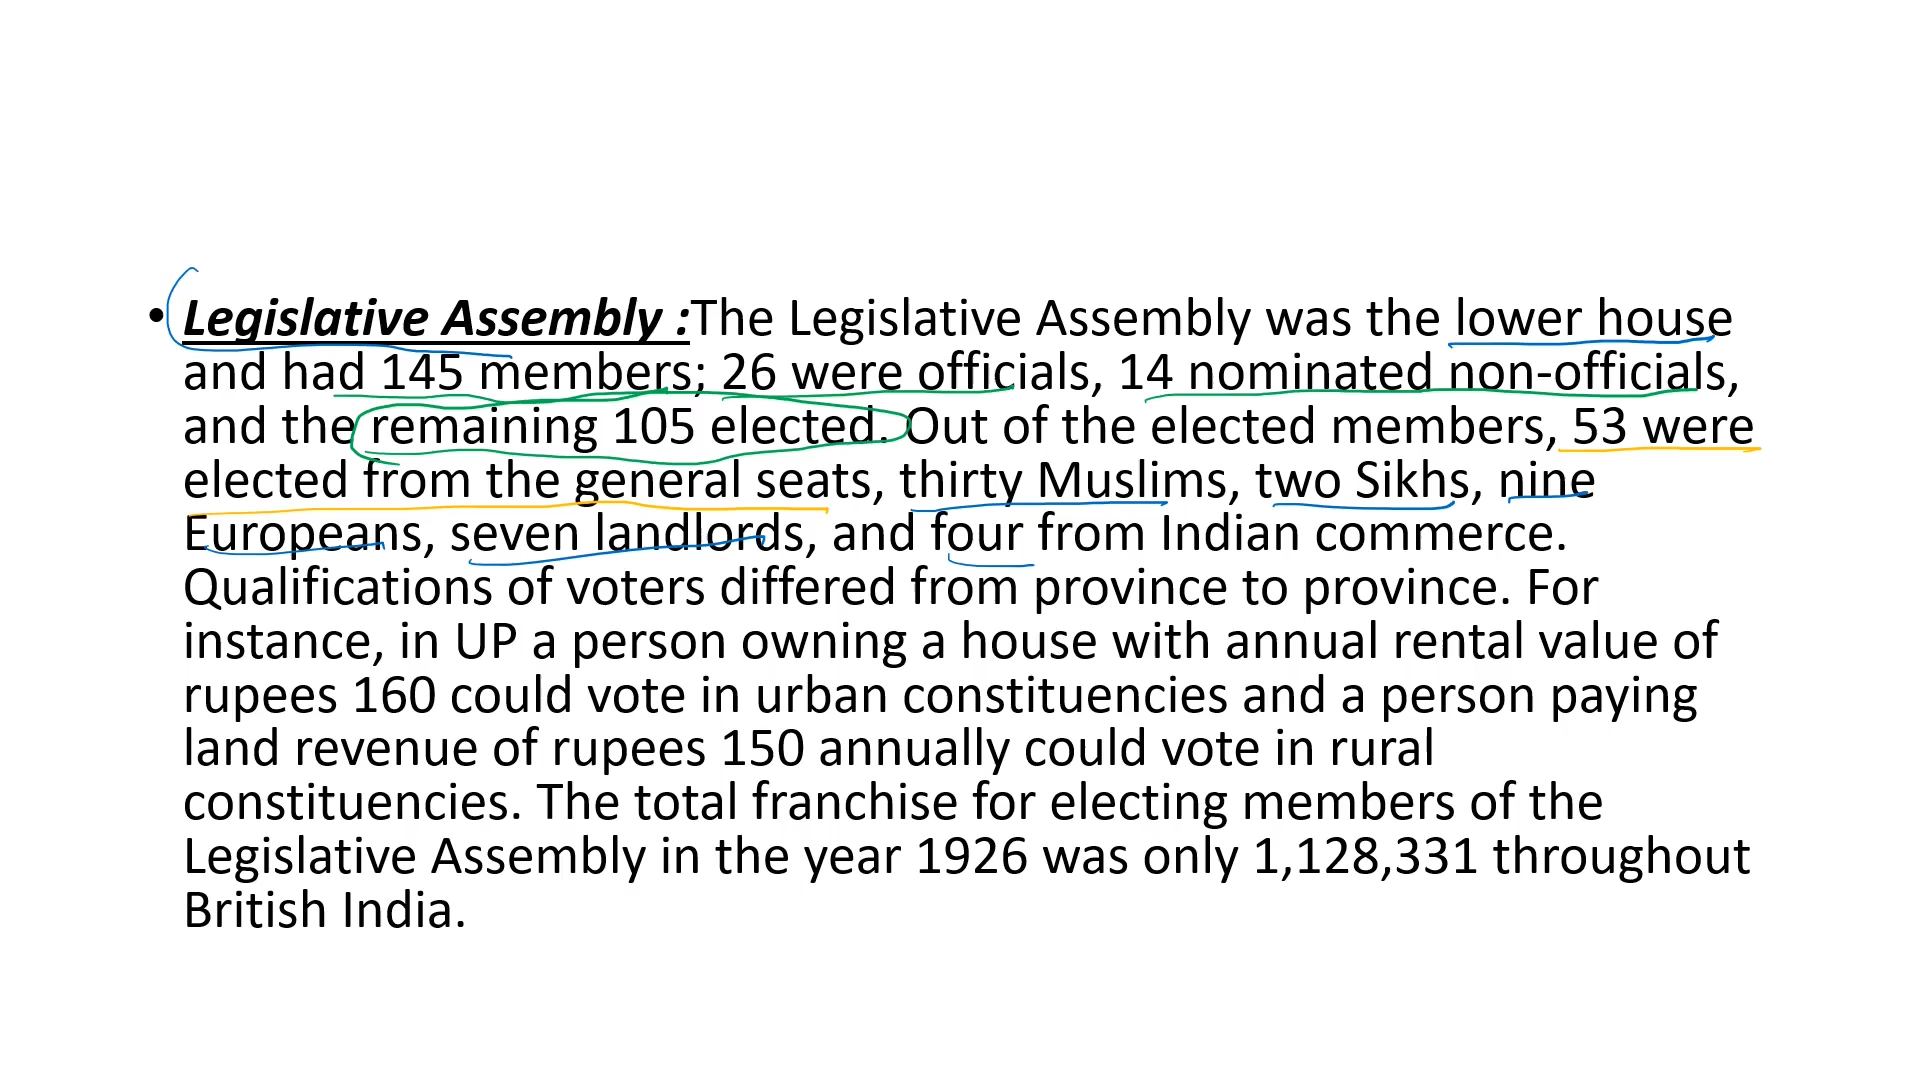 • Legislative Assembly :The Legislative Assembly was the lower house
and had 145 members; 26 were officials, 14 nominated non-officials,
and the remaining 105 elected. Out of the elected members, 53 were
elected from the general seats, thirty Muslims, two Sikhs, nine
Europeans, seven landlords, and four from Indian commerce.
Qualifications of voters differed from province to province. For
instance, in UP a person owning a house with annual rental value of
rupees 160 could vote in urban constituencies and a person paying
land revenue of rupees 150 annually could vote in rural
constituencies. The total franchise for electing members of the
Legislative Assembly in the year 1926 was only 1,128,331 throughout
British India.